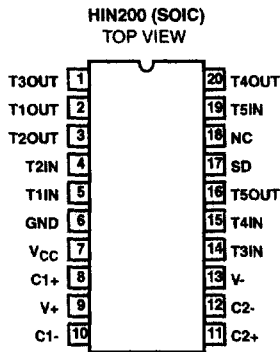 HIN200 (SOIC)
TOP VIEW
T3OUT 1 20 T4OUT
T1OUT 2 19 T5IN
T2OUT 3 18 NC
T2IN 4 17 SD
T1IN 5 16 T5OUT
GND 6 15 T4IN
VCC 7 14 T3IN
C1+ 8 13 V-
V+ 9 12 C2-
C1- 10 11 C2+